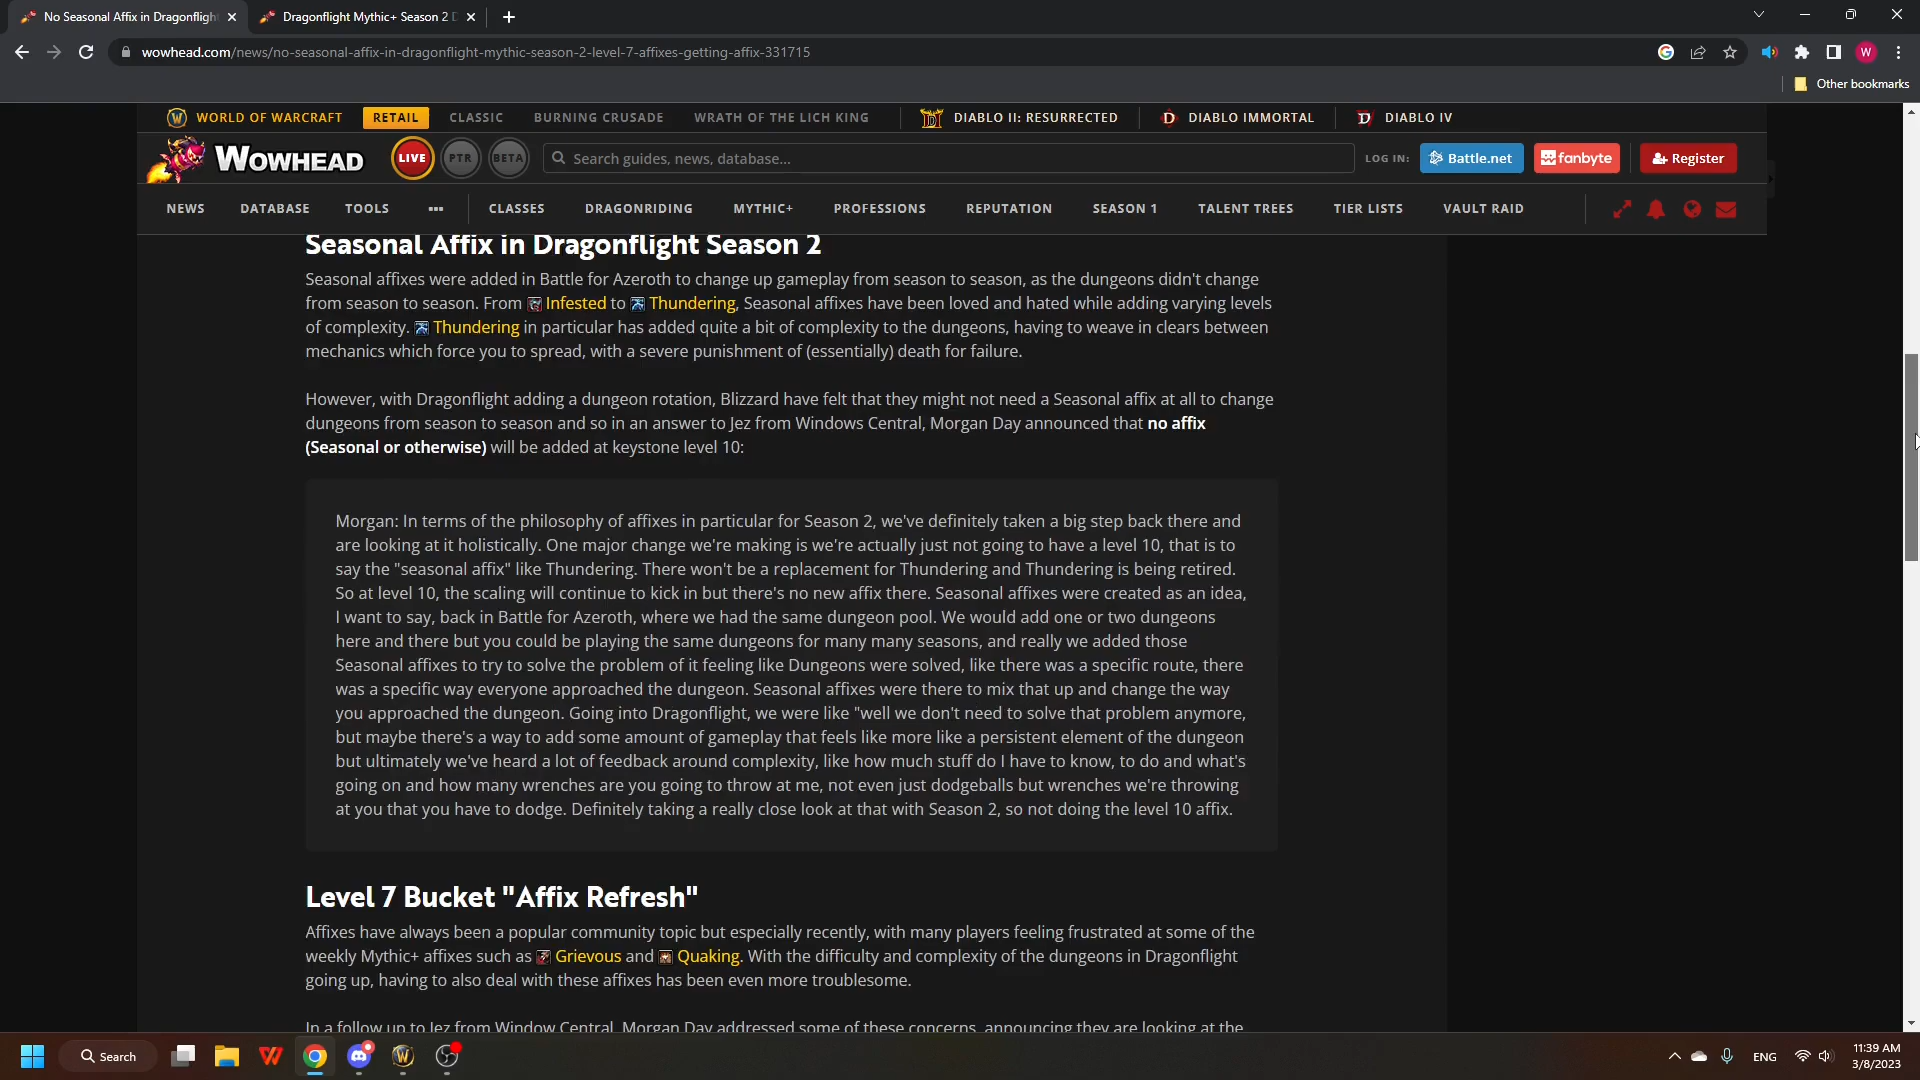 No Seasonal Affix in Dragonflight
Dragonflight Mythic+ Season 2 D
wowhead.com/news/no-seasonal-affix-in-dragonflight-mythic-season-2-level-7-affixes-getting-affix-331715
W
Other bookmarks
WORLD OF WARCRAFT RETAIL CLASSIC BURNING CRUSADE WRATH OF THE LICH KING DIABLO II: RESURRECTED DIABLO IMMORTAL DIABLO IV
WOWHEAD LIVE PTR BETA Search guides, news, database... LOG IN: Battle.net fanbyte Register
NEWS DATABASE TOOLS ••• CLASSES DRAGONRIDING MYTHIC+ PROFESSIONS REPUTATION SEASON 1 TALENT TREES TIER LISTS VAULT RAID
Seasonal Affix in Dragonflight Season 2
Seasonal affixes were added in Battle for Azeroth to change up gameplay from season to season, as the dungeons didn't change
from season to season. From Infested to Thundering, Seasonal affixes have been loved and hated while adding varying levels
of complexity. Thundering in particular has added quite a bit of complexity to the dungeons, having to weave in clears between
mechanics which force you to spread, with a severe punishment of (essentially) death for failure.
However, with Dragonflight adding a dungeon rotation, Blizzard have felt that they might not need a Seasonal affix at all to change
dungeons from season to season and so in an answer to Jez from Windows Central, Morgan Day announced that no affix
(Seasonal or otherwise) will be added at keystone level 10:
Morgan: In terms of the philosophy of affixes in particular for Season 2, we've definitely taken a big step back there and
are looking at it holistically. One major change we're making is we're actually just not going to have a level 10, that is to
say the "seasonal affix" like Thundering. There won't be a replacement for Thundering and Thundering is being retired.
So at level 10, the scaling will continue to kick in but there's no new affix there. Seasonal affixes were created as an idea,
I want to say, back in Battle for Azeroth, where we had the same dungeon pool. We would add one or two dungeons
here and there but you could be playing the same dungeons for many many seasons, and really we added those
Seasonal affixes to try to solve the problem of it feeling like Dungeons were solved, like there was a specific route, there
was a specific way everyone approached the dungeon. Seasonal affixes were there to mix that up and change the way
you approached the dungeon. Going into Dragonflight, we were like "well we don't need to solve that problem anymore,
but maybe there's a way to add some amount of gameplay that feels like more like a persistent element of the dungeon
but ultimately we've heard a lot of feedback around complexity, like how much stuff do I have to know, to do and what's
going on and how many wrenches are you going to throw at me, not even just dodgeballs but wrenches we're throwing
at you that you have to dodge. Definitely taking a really close look at that with Season 2, so not doing the level 10 affix.
Level 7 Bucket "Affix Refresh"
Affixes have always been a popular community topic but especially recently, with many players feeling frustrated at some of the
weekly Mythic+ affixes such as Grievous and Quaking. With the difficulty and complexity of the dungeons in Dragonflight
going up, having to also deal with these affixes has been even more troublesome.
In a follow up to Jez from Window Central, Morgan Day addressed some of these concerns, announcing they are looking at the
Search
ENG
11:39 AM
3/8/2023